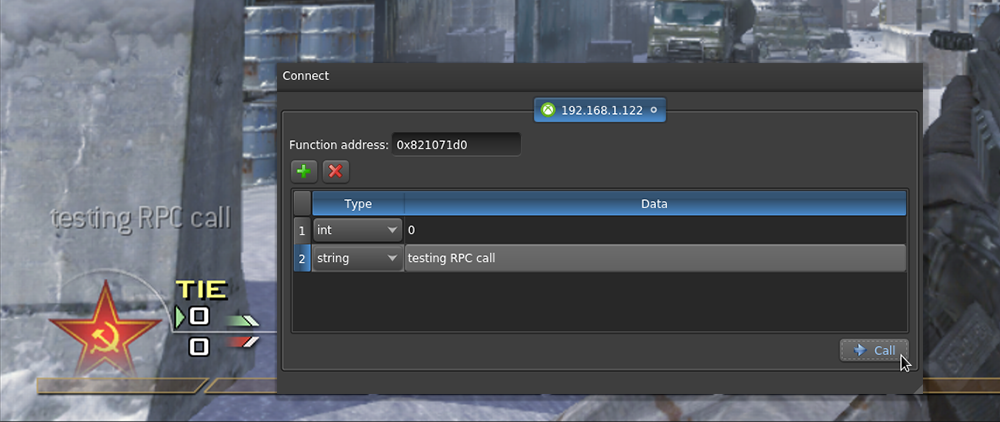 Connect
192.168.1.122
Function address: 0x821071d0
Type Data
1 int 0
2 string testing RPC call
Call
testing RPC call
TIE
0
0